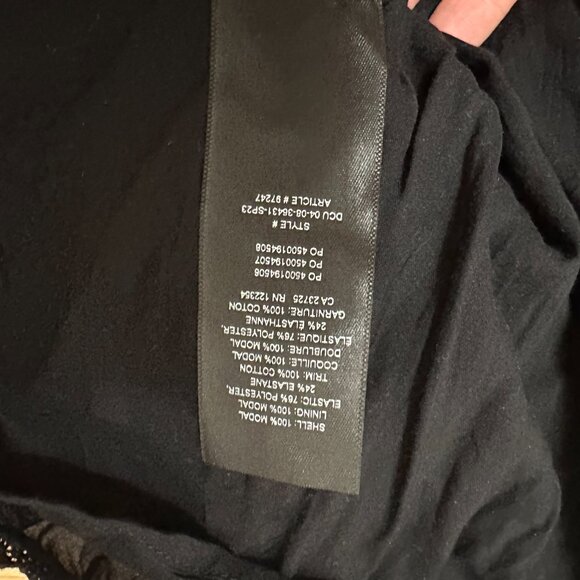 SHELL: 100% MODAL
LINING: 100% MODAL
ELASTIC: 76% POLYESTER,
24% ELASTANE
TRIM: 100% COTTON
COQUILLE: 100% MODAL
DOUBLURE: 100% MODAL
ELASTIQUE: 76% POLYESTER,
24% ELASTHANNE
GARNITURE: 100% COTON
CA 23725 RN 122354
PO 4500194506
PO 4500194507
PO 4500194508
STYLE #
DCU 04-08-36431-SP23
ARTICLE # 97247